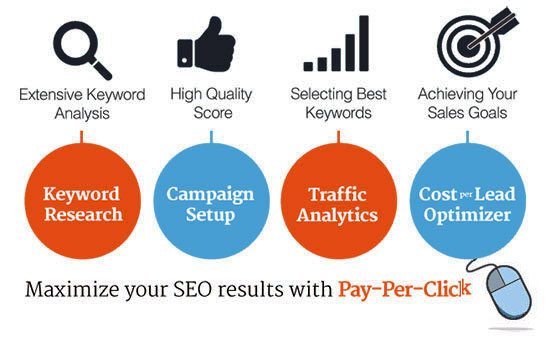 Extensive Keyword
Analysis
High Quality
Score
Selecting Best
Keywords
Achieving Your
Sales Goals
Keyword
Research
Campaign
Setup
Traffic
Analytics
Cost per Lead
Optimizer
Maximize your SEO results with Pay-Per-Click